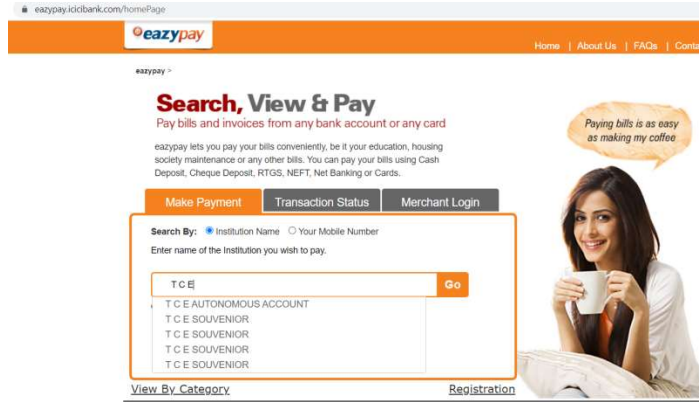 eazypay.icicibank.com/homePage
eazypay
Home | About Us | FAQs | Conta
eazypay >
Search, View & Pay
Pay bills and invoices from any bank account or any card
eazypay lets you pay your bills conveniently, be it your education, housing
society maintenance or any other bills. You can pay your bills using Cash
Deposit, Cheque Deposit, RTGS, NEFT, Net Banking or Cards.
Paying bills is as easy
as making my coffee
Make Payment Transaction Status Merchant Login
Search By: Institution Name Your Mobile Number
Enter name of the Institution you wish to pay.
T C E Go
T C E AUTONOMOUS ACCOUNT
T C E SOUVENIOR
T C E SOUVENIOR
T C E SOUVENIOR
T C E SOUVENIOR
View By Category Registration